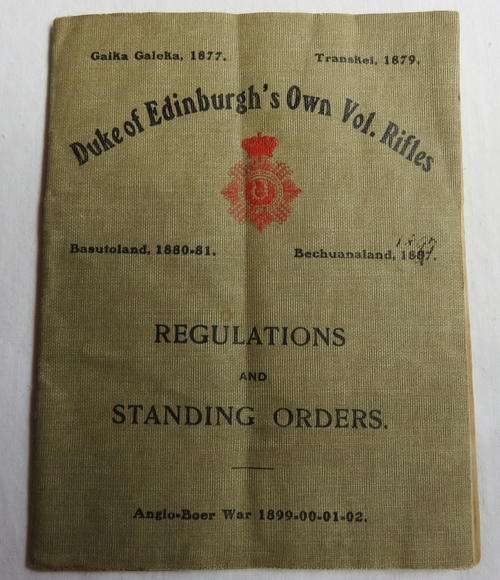 Gaika Galeka, 1877. Transkei, 1879.
Duke of Edinburgh's Own Vol. Rifles
Basutoland, 1880-81. Bechuanaland, 1897.
REGULATIONS
AND
STANDING ORDERS.
Anglo-Boer War 1899-00-01-02.